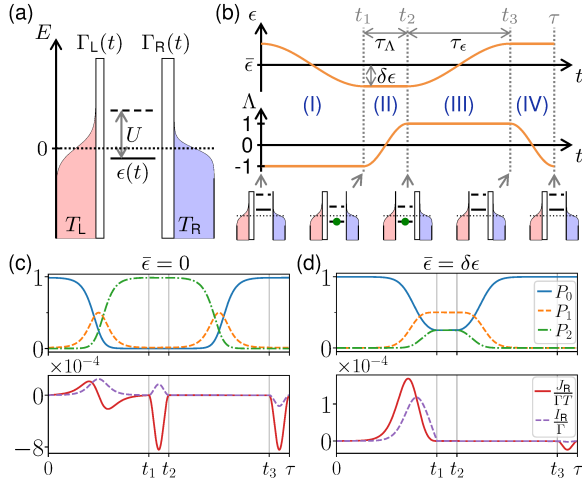 (a)
E
Γ_L(t)
Γ_R(t)
0
U
ϵ(t)
T_L
T_R
(b)
ϵ
t_1
t_2
t_3
τ
τ_Λ
τ_ϵ
ϵ̄
δϵ
t
(I)
(II)
(III)
(IV)
Λ
1
0
-1
t
(c)
ϵ̄ = 0
1
0
×10^{-4}
0
−8
0
t_1
t_2
t_3
τ
(d)
ϵ̄ = δϵ
1
0
P_0
P_1
P_2
×10^{-4}
1
0
J_R/ΓT
I_R/Γ
0
t_1
t_2
t_3
τ